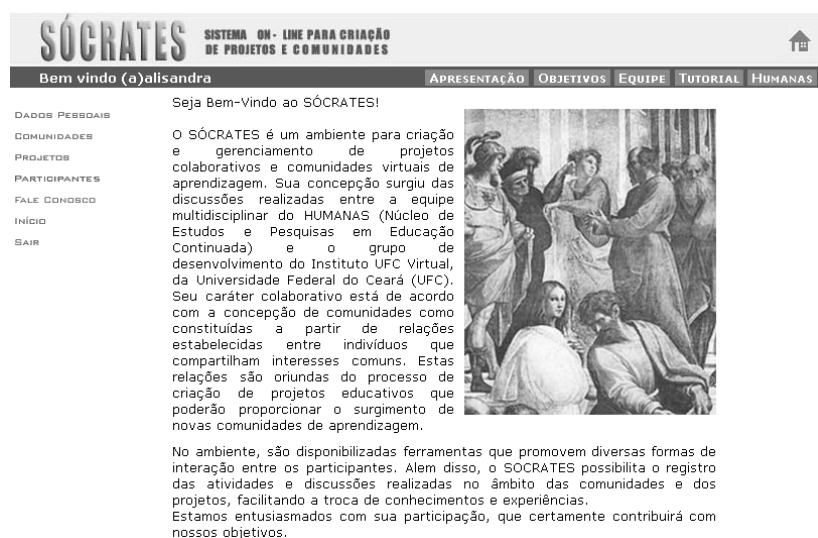 SÓCRATES
SISTEMA ON-LINE PARA CRIAÇÃO
DE PROJETOS E COMUNIDADES
Bem vindo (a)alisandra
APRESENTAÇÃO OBJETIVOS EQUIPE TUTORIAL HUMANAS
DADOS PESSOAIS
COMUNIDADES
PROJETOS
PARTICIPANTES
FALE CONOSCO
INÍCIO
SAIR
Seja Bem-Vindo ao SÓCRATES!
O SÓCRATES é um ambiente para criação
e gerenciamento de projetos
colaborativos e comunidades virtuais de
aprendizagem. Sua concepção surgiu das
discussões realizadas entre a equipe
multidisciplinar do HUMANAS (Núcleo de
Estudos e Pesquisas em Educação
Continuada) e o grupo de
desenvolvimento do Instituto UFC Virtual,
da Universidade Federal do Ceará (UFC).
Seu caráter colaborativo está de acordo
com a concepção de comunidades como
constituídas a partir de relações
estabelecidas entre indivíduos que
compartilham interesses comuns. Estas
relações são oriundas do processo de
criação de projetos educativos que
poderão proporcionar o surgimento de
novas comunidades de aprendizagem.
No ambiente, são disponibilizadas ferramentas que promovem diversas formas de
interação entre os participantes. Alem disso, o SOCRATES possibilita o registro
das atividades e discussões realizadas no âmbito das comunidades e dos
projetos, facilitando a troca de conhecimentos e experiências.
Estamos entusiasmados com sua participação, que certamente contribuirá com
nossos objetivos.